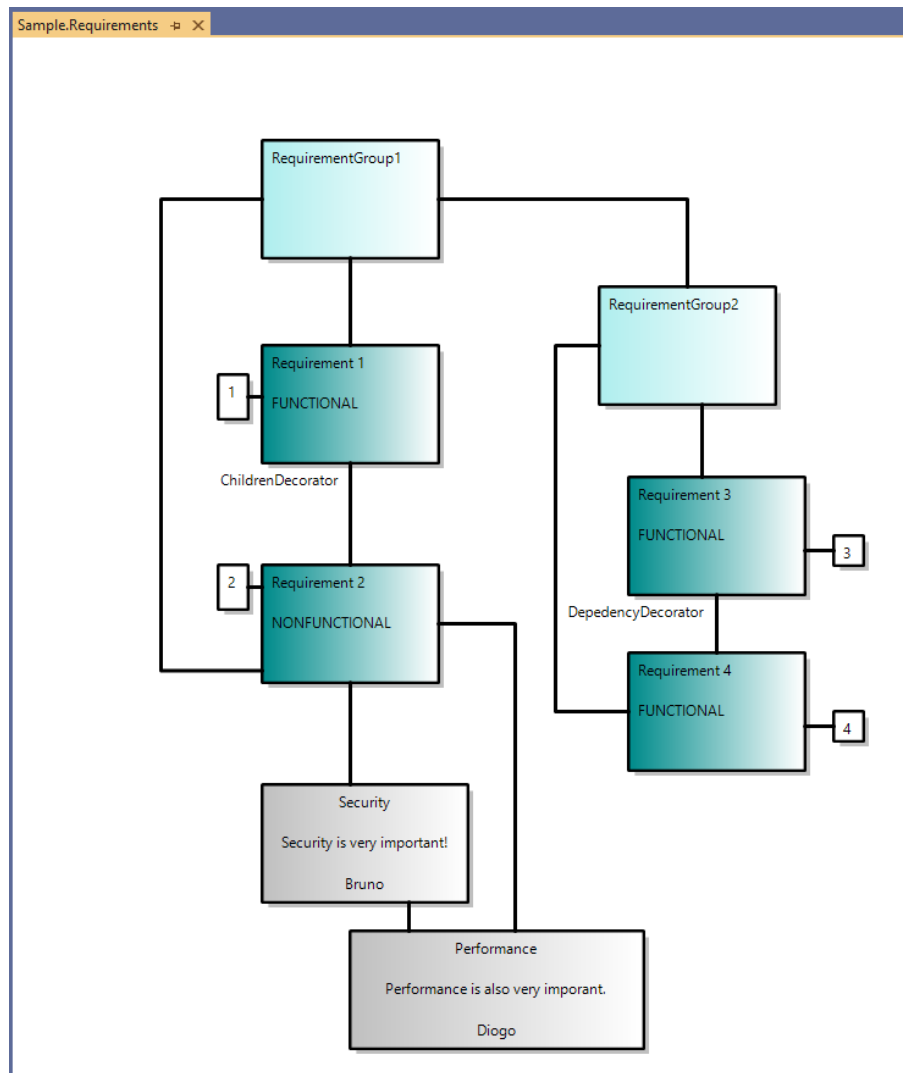 Sample.Requirements
RequirementGroup1
RequirementGroup2
Requirement 1
1
FUNCTIONAL
ChildrenDecorator
Requirement 3
FUNCTIONAL
3
2
Requirement 2
NONFUNCTIONAL
DepedencyDecorator
Requirement 4
FUNCTIONAL
4
Security
Security is very important!
Bruno
Performance
Performance is also very imporant.
Diogo